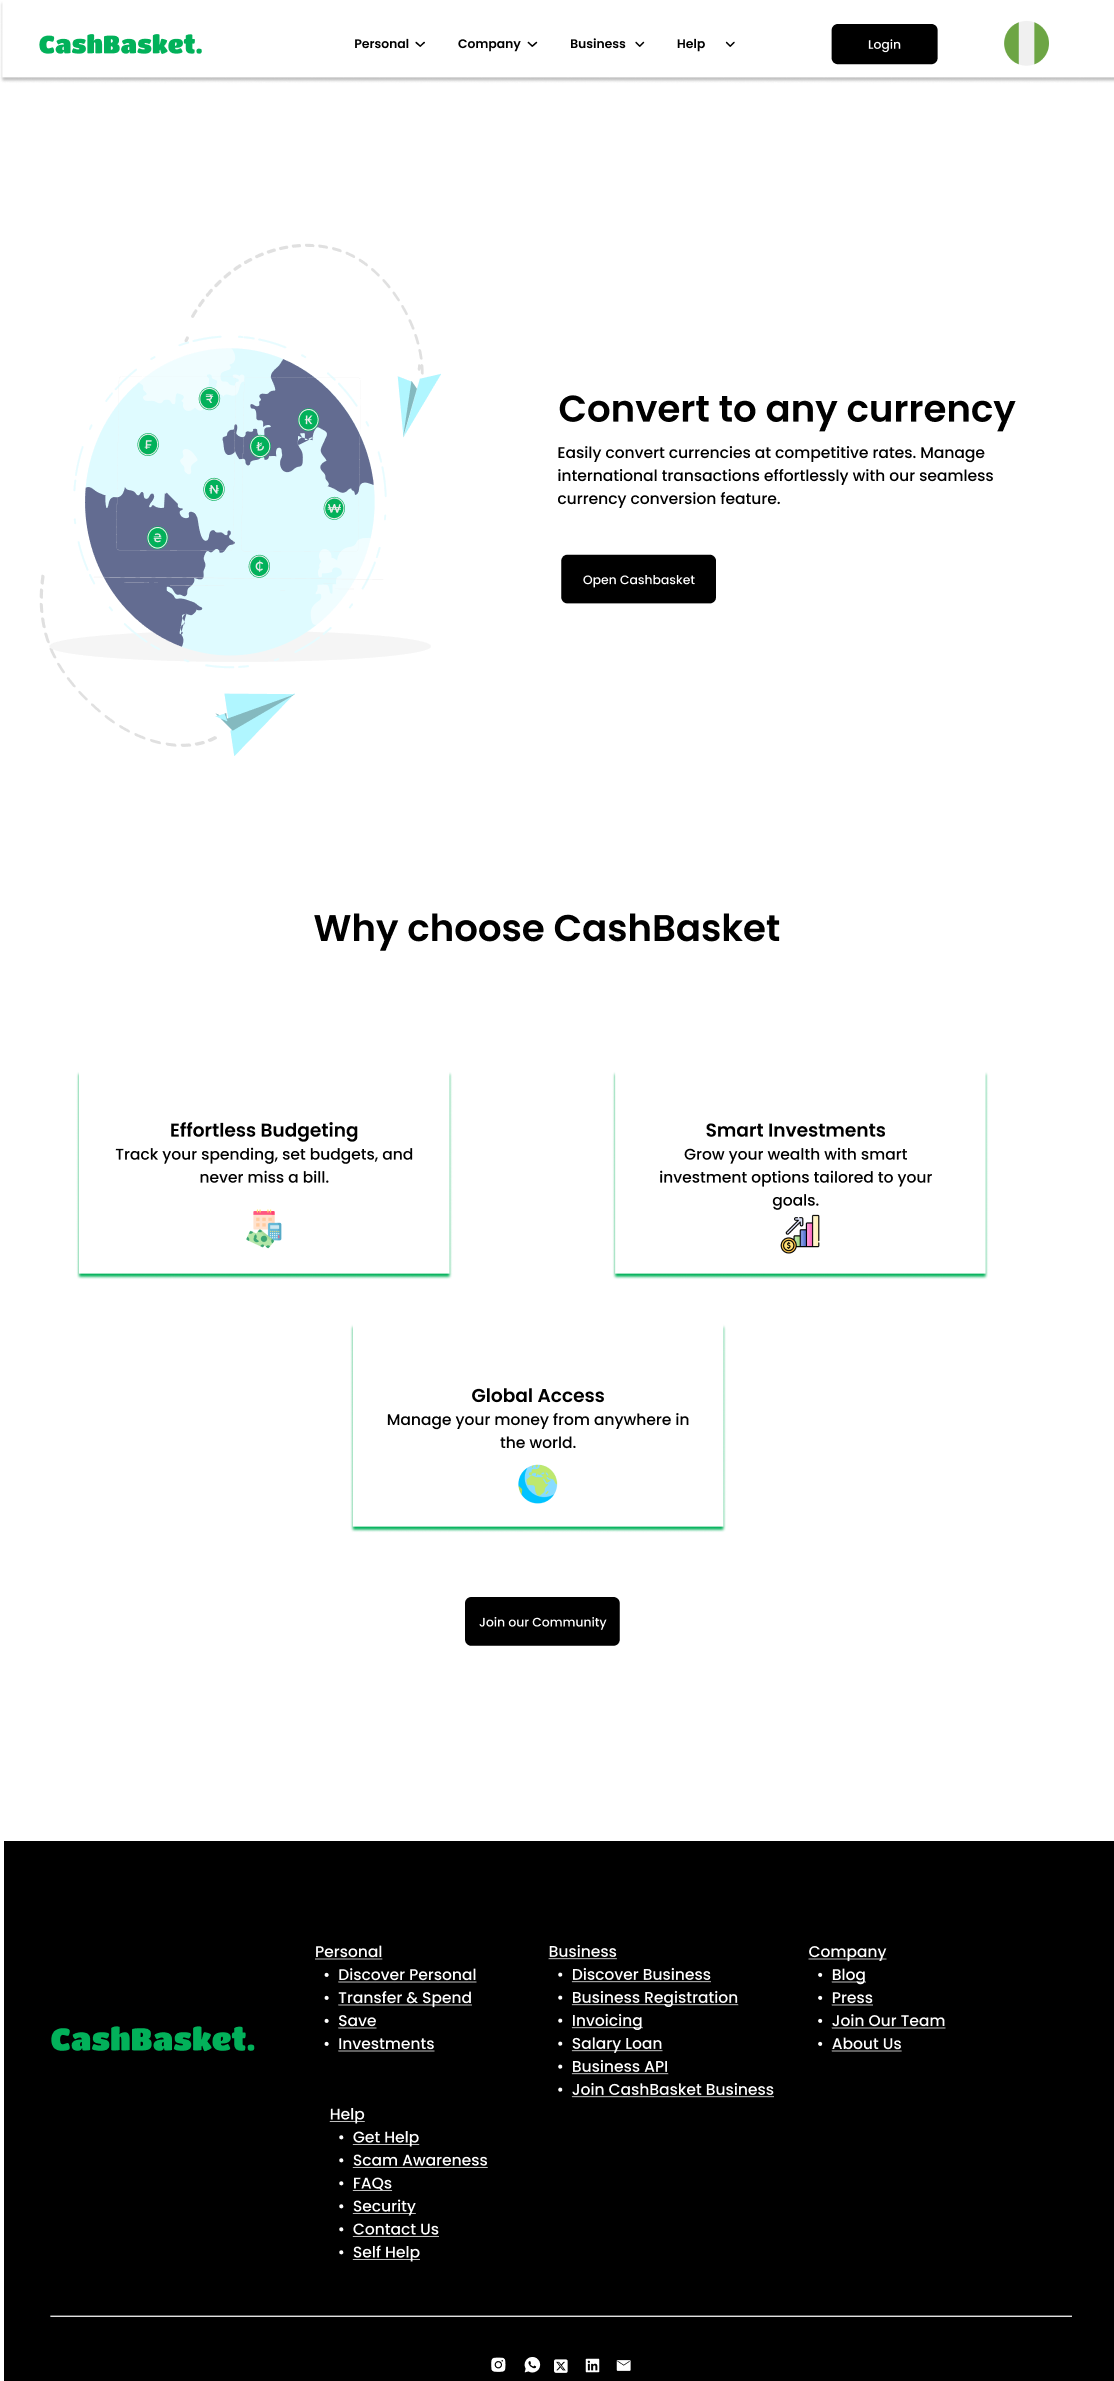 CashBasket.
Personal
Company
Business
Help
Login
₹
₭
₣
₺
₦
₩
₴
₵
Convert to any currency
Easily convert currencies at competitive rates. Manage
international transactions effortlessly with our seamless
currency conversion feature.
Open Cashbasket
Why choose CashBasket
Effortless Budgeting
Track your spending, set budgets, and
never miss a bill.
Smart Investments
Grow your wealth with smart
investment options tailored to your
goals.
$
Global Access
Manage your money from anywhere in
the world.
Join our Community
CashBasket.
Personal
• Discover Personal
• Transfer & Spend
• Save
• Investments
Business
• Discover Business
• Business Registration
• Invoicing
• Salary Loan
• Business API
• Join CashBasket Business
Company
• Blog
• Press
• Join Our Team
• About Us
Help
• Get Help
• Scam Awareness
• FAQs
• Security
• Contact Us
• Self Help